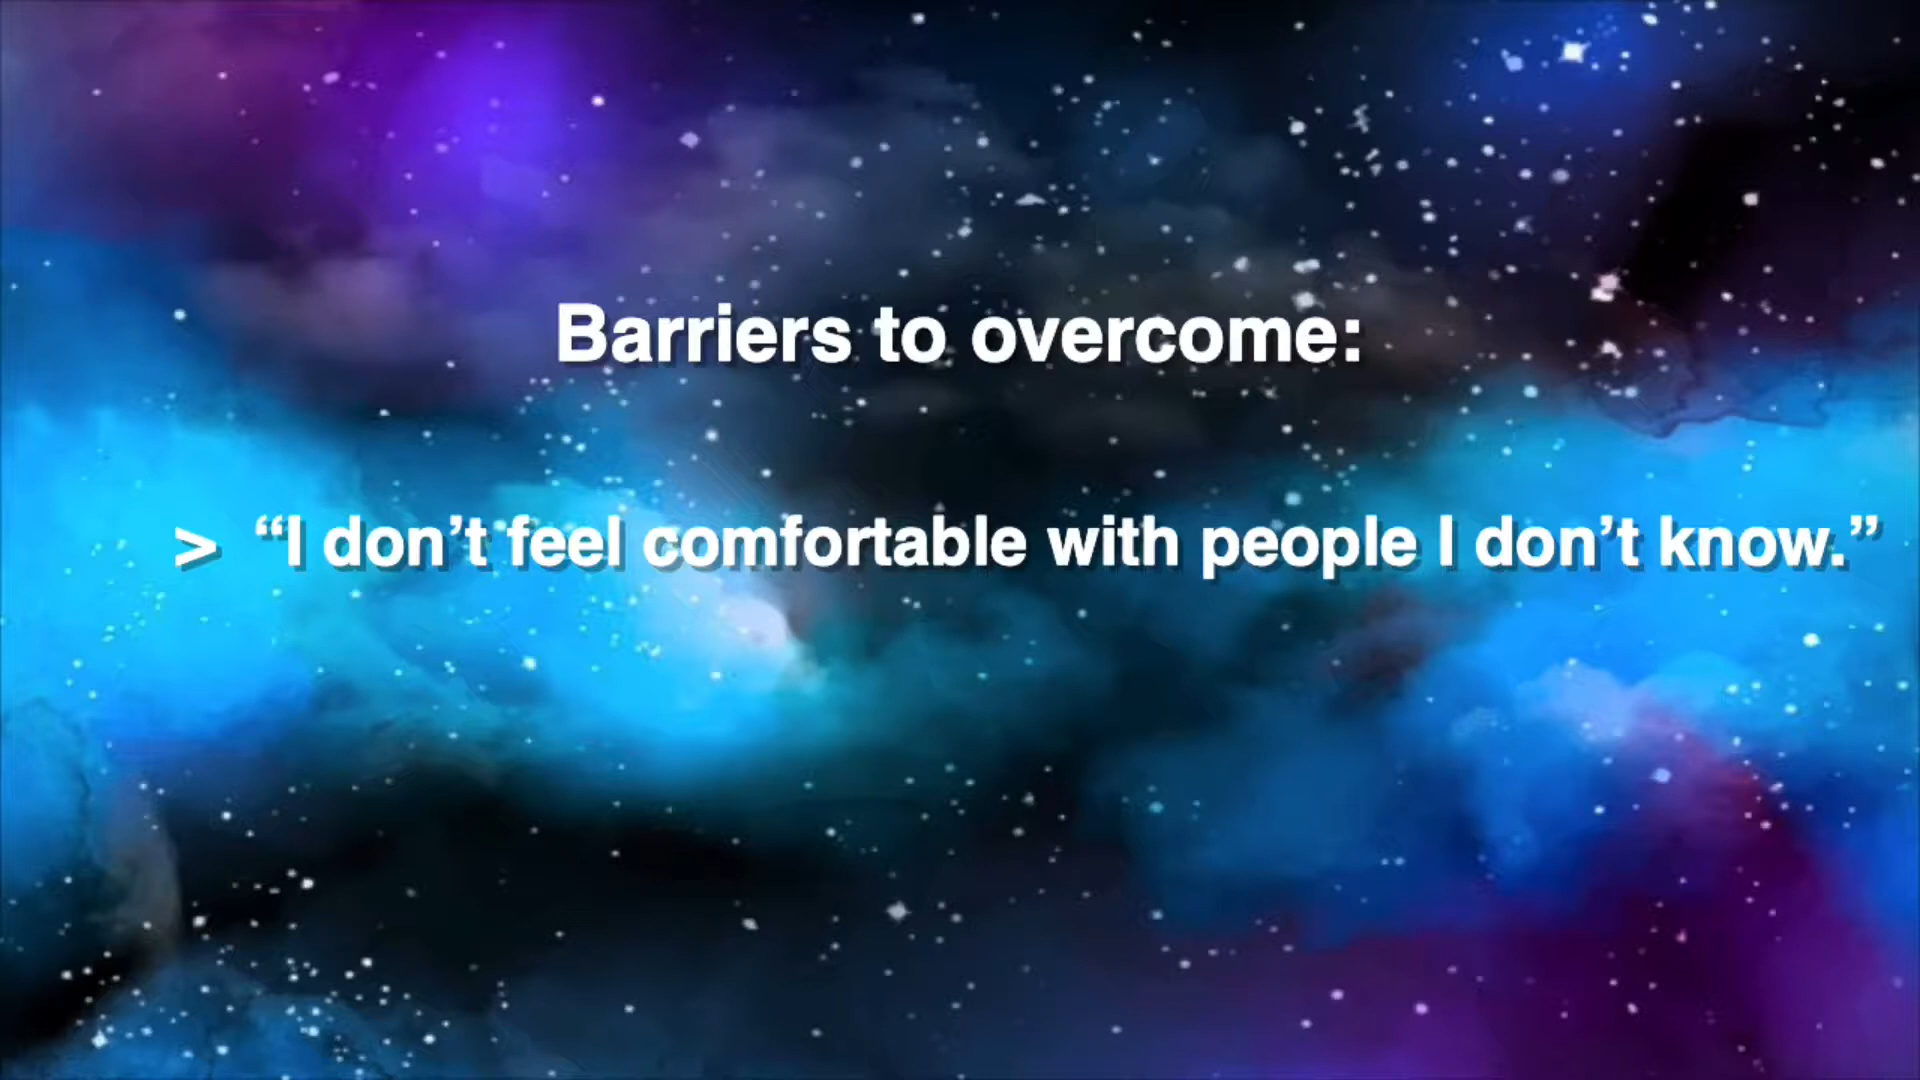 Barriers to overcome:
> “I don’t feel comfortable with people I don’t know.”